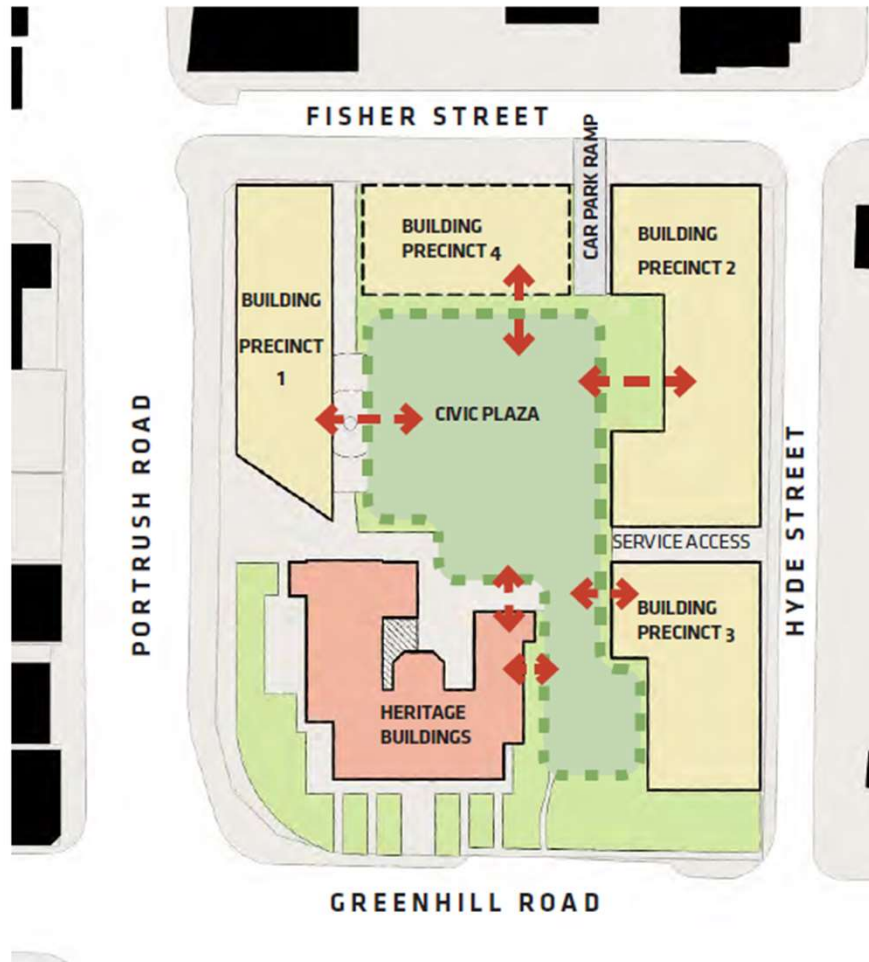 FISHER STREET
CAR PARK RAMP
BUILDING
PRECINCT 4
BUILDING
PRECINCT 2
BUILDING
PRECINCT
1
CIVIC PLAZA
PORTRUSH ROAD
HYDE STREET
SERVICE ACCESS
BUILDING
PRECINCT 3
HERITAGE
BUILDINGS
GREENHILL ROAD